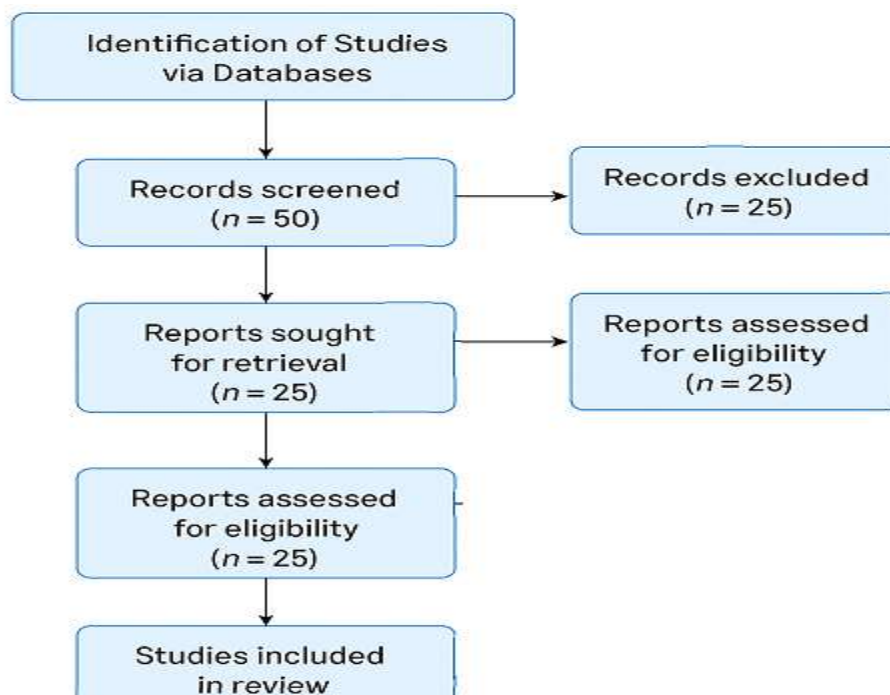 Identification of Studies
via Databases
Records screened
(n = 50)
Records excluded
(n = 25)
Reports sought
for retrieval
(n = 25)
Reports assessed
for eligibility
(n = 25)
Reports assessed
for eligibility
(n = 25)
Studies included
in review